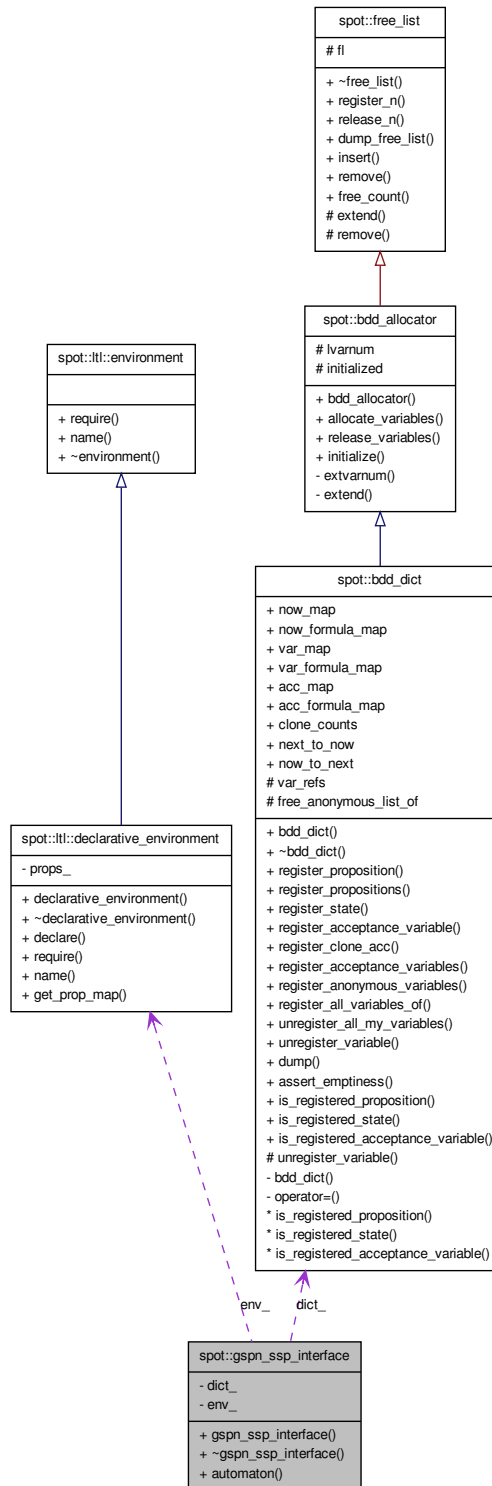 spot::free_list
# fl
+ ~free_list()
+ register_n()
+ release_n()
+ dump_free_list()
+ insert()
+ remove()
+ free_count()
# extend()
# remove()
spot::bdd_allocator
# lvarnum
# initialized
+ bdd_allocator()
+ allocate_variables()
+ release_variables()
+ initialize()
- extvarnum()
- extend()
spot::ltl::environment
+ require()
+ name()
+ ~environment()
spot::bdd_dict
+ now_map
+ now_formula_map
+ var_map
+ var_formula_map
+ acc_map
+ acc_formula_map
+ clone_counts
+ next_to_now
+ now_to_next
# var_refs
# free_anonymous_list_of
+ bdd_dict()
+ ~bdd_dict()
+ register_proposition()
+ register_propositions()
+ register_state()
+ register_acceptance_variable()
+ register_clone_acc()
+ register_acceptance_variables()
+ register_anonymous_variables()
+ register_all_variables_of()
+ unregister_all_my_variables()
+ unregister_variable()
+ dump()
+ assert_emptiness()
+ is_registered_proposition()
+ is_registered_state()
+ is_registered_acceptance_variable()
# unregister_variable()
- bdd_dict()
- operator=()
* is_registered_proposition()
* is_registered_state()
* is_registered_acceptance_variable()
spot::ltl::declarative_environment
- props_
+ declarative_environment()
+ ~declarative_environment()
+ declare()
+ require()
+ name()
+ get_prop_map()
env_
dict_
spot::gspn_ssp_interface
- dict_
- env_
+ gspn_ssp_interface()
+ ~gspn_ssp_interface()
+ automaton()